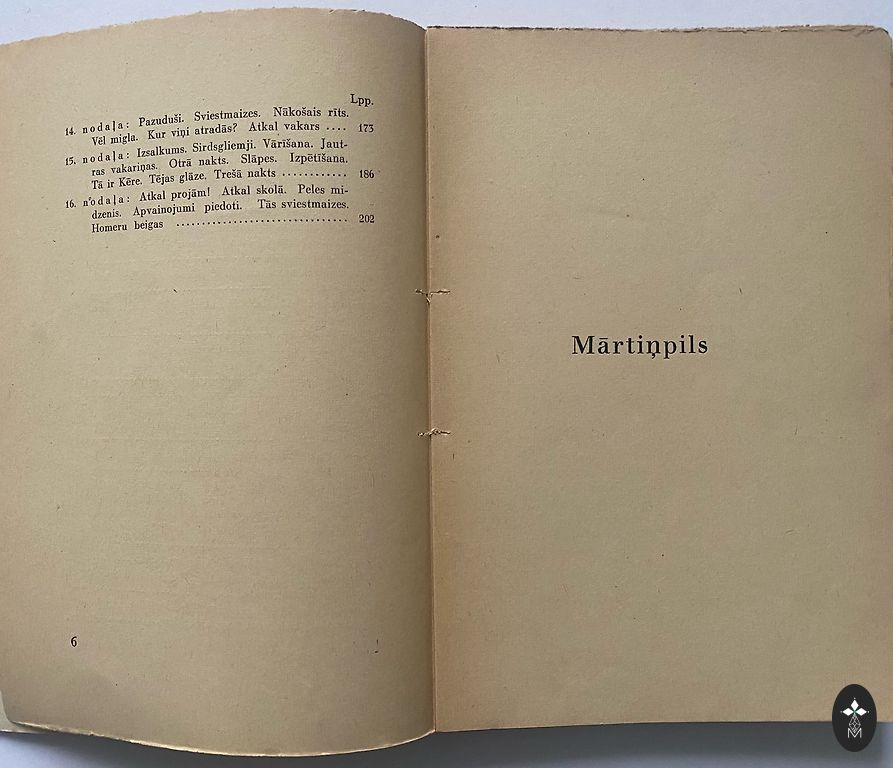 Lpp.
14. nodaļa: Pazuduši. Sviestmaizes. Nākošais rīts.
Vēl migla. Kur viņi atradās? Atkal vakars .... 173
15. nodaļa: Izsalkums. Sirdsgliemji. Vārīšana. Jaut-
ras vakariņas. Otrā nakts. Slāpes. Izpētīšana.
Tā ir Kēre. Tējas glāze. Trešā nakts ............ 186
16. nodaļa: Atkal projām! Atkal skolā. Peles mi-
dzenis. Apvainojumi piedoti. Tās sviestmaizes.
Homeru beigas ................................ 202
6
Mārtiņpils